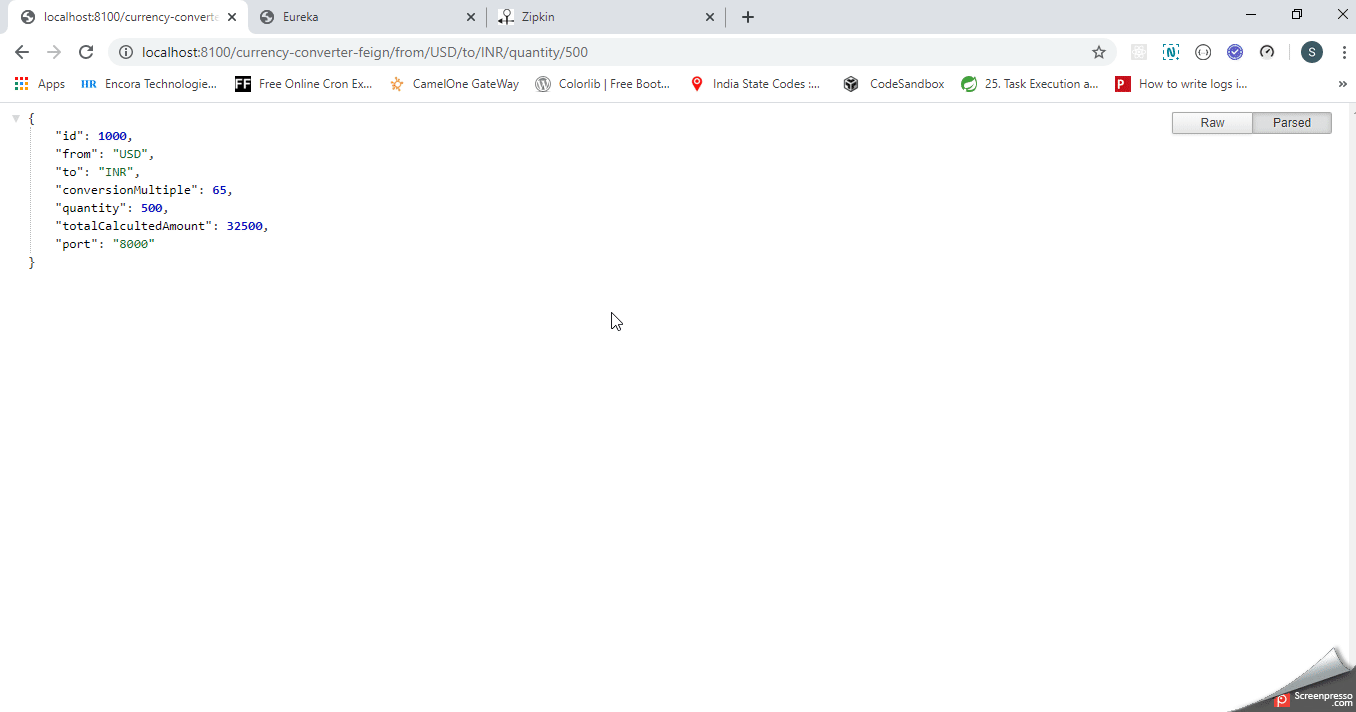 localhost:8100/currency-converte
Eureka
Zipkin
localhost:8100/currency-converter-feign/from/USD/to/INR/quantity/500
S
Apps
IIR Encora Technologie...
FF Free Online Cron Ex...
CamelOne GateWay
Colorlib | Free Boot...
India State Codes :...
CodeSandbox
25. Task Execution a...
P How to write logs i...
»
Raw
Parsed
{
"id": 1000,
"from": "USD",
"to": "INR",
"conversionMultiple": 65,
"quantity": 500,
"totalCalcultedAmount": 32500,
"port": "8000"
}
Screenpresso
.com